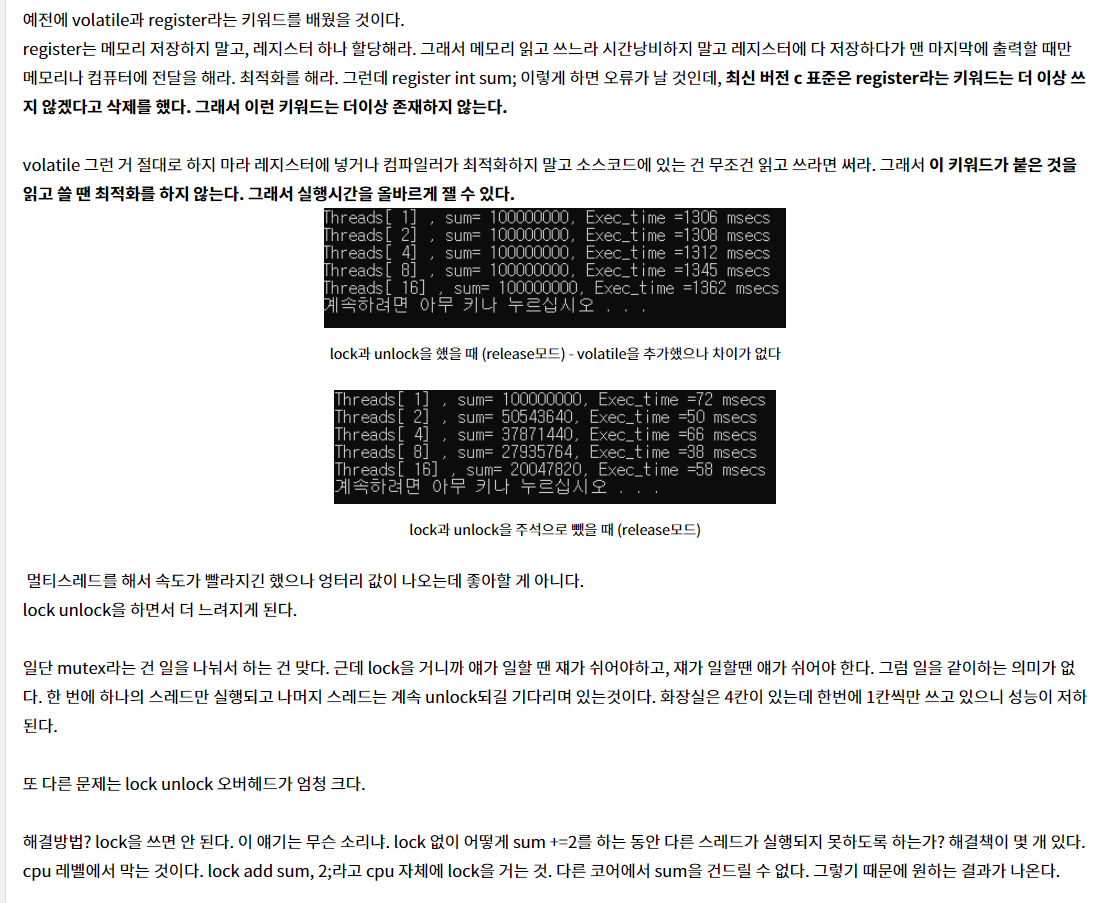 예전에 volatile과 register라는 키워드를 배웠을 것이다.
register는 메모리 저장하지 말고, 레지스터 하나 할당해라. 그래서 메모리 읽고 쓰느라 시간낭비하지 말고 레지스터에 다 저장하다가 맨 마지막에 출력할 때만
메모리나 컴퓨터에 전달을 해라. 최적화를 해라. 그런데 register int sum; 이렇게 하면 오류가 날 것인데, 최신 버전 c 표준은 register라는 키워드는 더 이상 쓰
지 않겠다고 삭제를 했다. 그래서 이런 키워드는 더이상 존재하지 않는다.
volatile 그런 거 절대로 하지 마라 레지스터에 넣거나 컴파일러가 최적화하지 말고 소스코드에 있는 건 무조건 읽고 쓰라면 써라. 그래서 이 키워드가 붙은 것을
읽고 쓸 땐 최적화를 하지 않는다. 그래서 실행시간을 올바르게 잴 수 있다.
Threads[ 1] , sum= 100000000, Exec_time =1306 msecs
Threads[ 2] , sum= 100000000, Exec_time =1308 msecs
Threads[ 4] , sum= 100000000, Exec_time =1312 msecs
Threads[ 8] , sum= 100000000, Exec_time =1345 msecs
Threads[ 16] , sum= 100000000, Exec_time =1362 msecs
계속하려면 아무 키나 누르십시오 . . .
lock과 unlock을 했을 때 (release모드) - volatile을 추가했으나 차이가 없다
Threads[ 1] , sum= 100000000, Exec_time =72 msecs
Threads[ 2] , sum= 50543640, Exec_time =50 msecs
Threads[ 4] , sum= 37871440, Exec_time =66 msecs
Threads[ 8] , sum= 27935764, Exec_time =38 msecs
Threads[ 16] , sum= 20047820, Exec_time =58 msecs
계속하려면 아무 키나 누르십시오 . . .
lock과 unlock을 주석으로 뺐을 때 (release모드)
멀티스레드를 해서 속도가 빨라지긴 했으나 엉터리 값이 나오는데 좋아할 게 아니다.
lock unlock을 하면서 더 느려지게 된다.
일단 mutex라는 건 일을 나눠서 하는 건 맞다. 근데 lock을 거니까 얘가 일할 땐 쟤가 쉬어야하고, 쟤가 일할땐 얘가 쉬어야 한다. 그럼 일을 같이하는 의미가 없
다. 한 번에 하나의 스레드만 실행되고 나머지 스레드는 계속 unlock되길 기다리며 있는것이다. 화장실은 4칸이 있는데 한번에 1칸씩만 쓰고 있으니 성능이 저하
된다.
또 다른 문제는 lock unlock 오버헤드가 엄청 크다.
해결방법? lock을 쓰면 안 된다. 이 얘기는 무슨 소리냐. lock 없이 어떻게 sum +=2를 하는 동안 다른 스레드가 실행되지 못하도록 하는가? 해결책이 몇 개 있다.
cpu 레벨에서 막는 것이다. lock add sum, 2;라고 cpu 자체에 lock을 거는 것. 다른 코어에서 sum을 건드릴 수 없다. 그렇기 때문에 원하는 결과가 나온다.